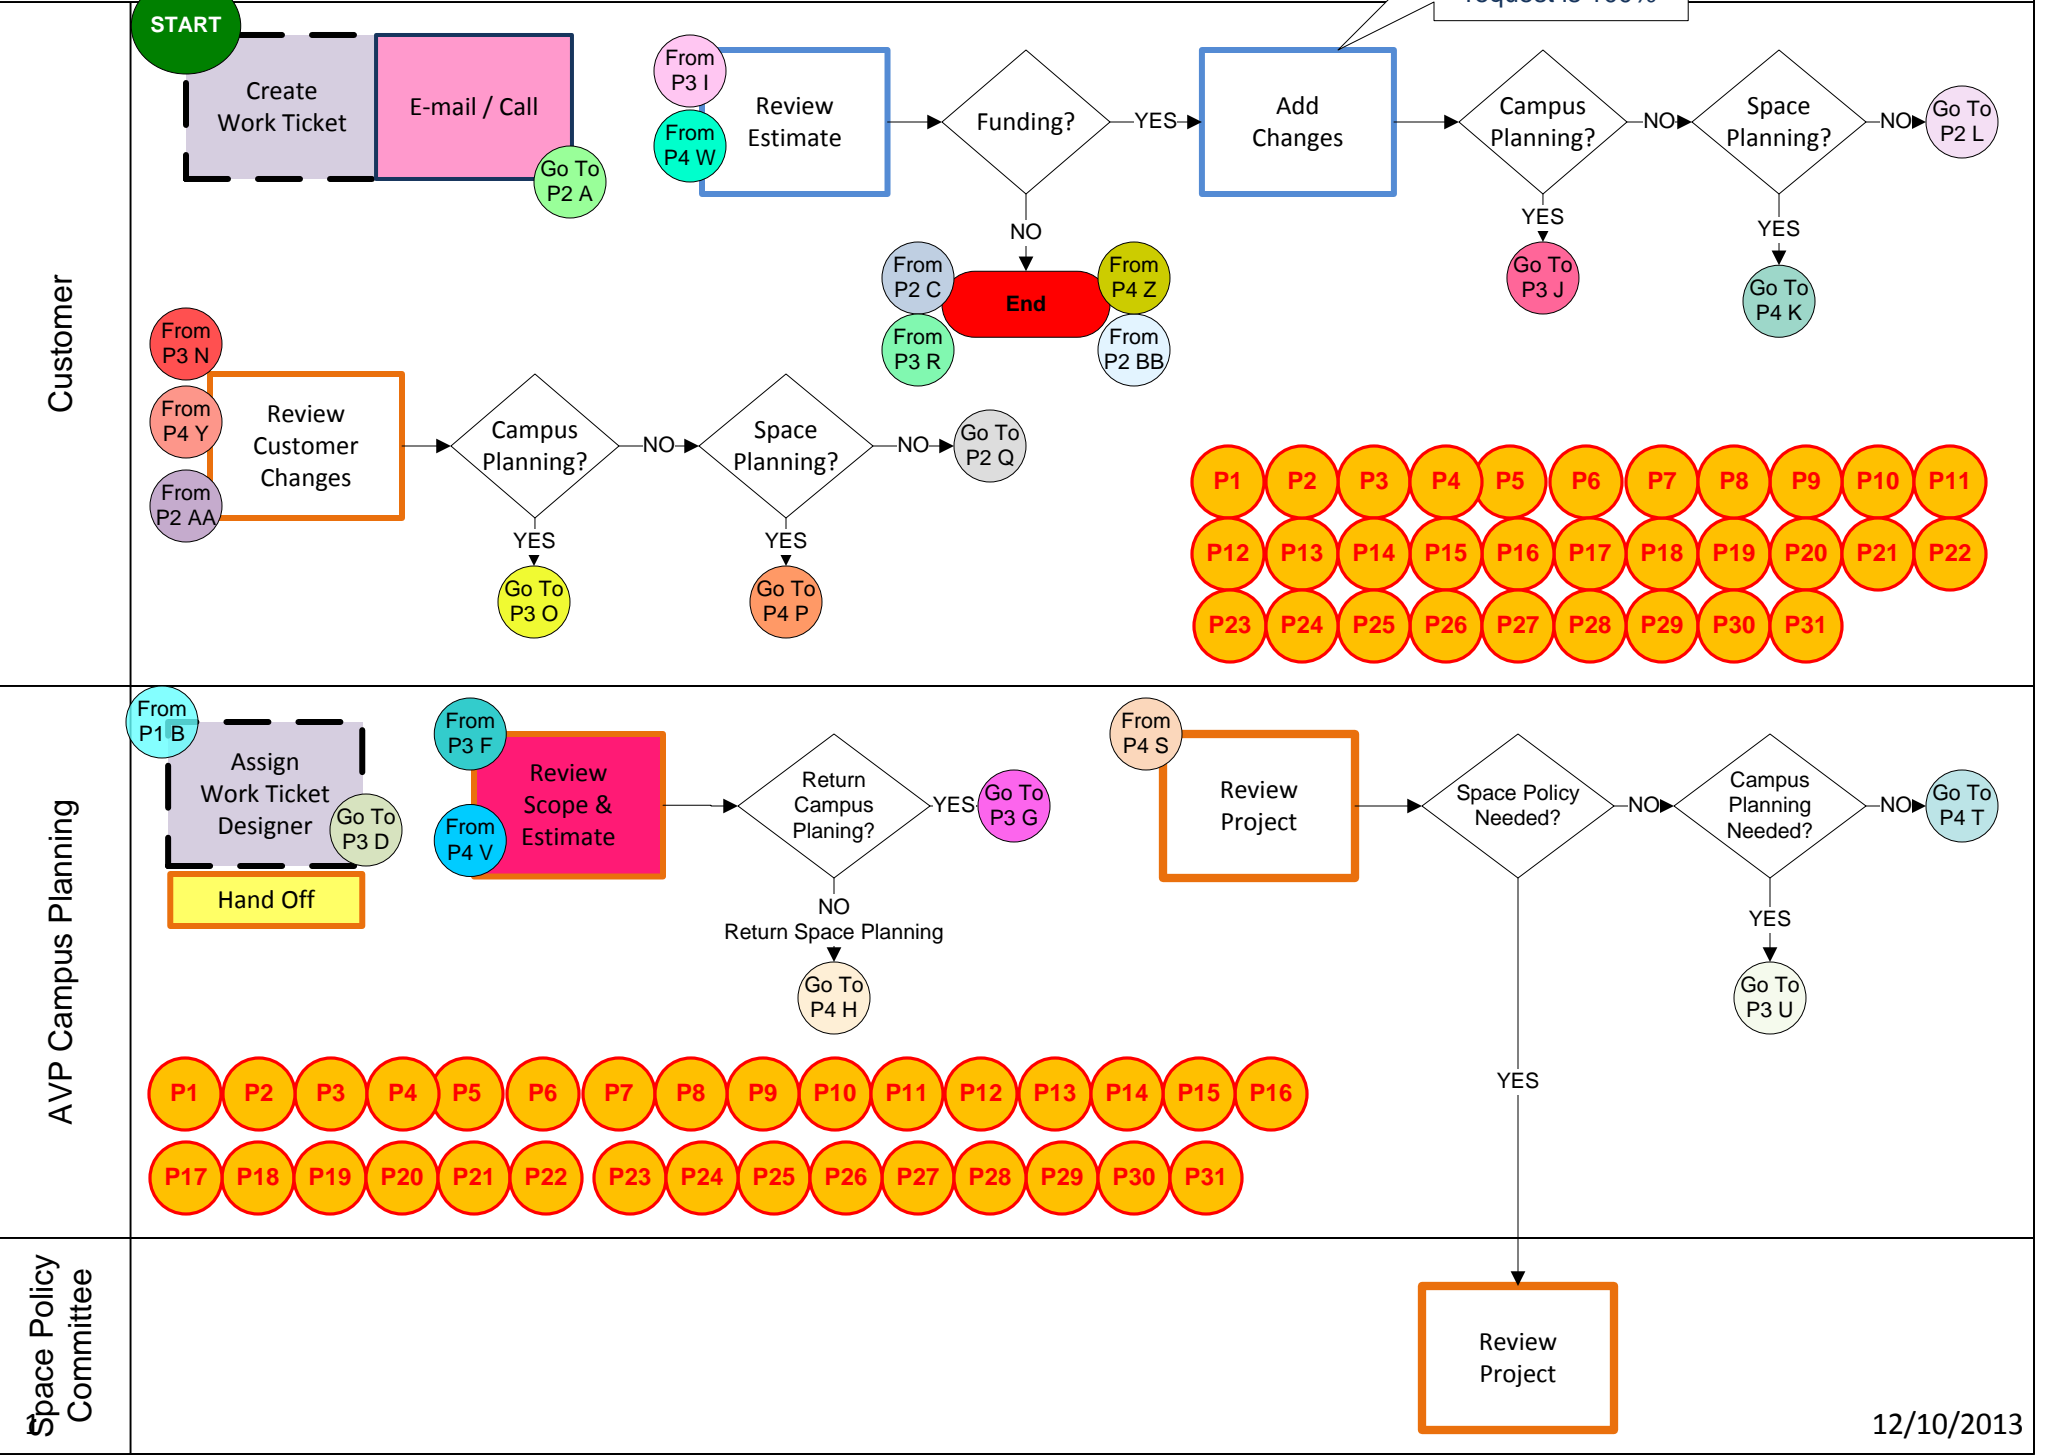 request is 100%
START
Create
Work Ticket
E-mail / Call
Go To
P2 A
From
P3 I
From
P4 W
Review
Estimate
Funding?
YES
NO
Add
Changes
Campus
Planning?
NO
YES
Space
Planning?
NO
YES
Go To
P2 L
Go To
P3 J
Go To
P4 K
From
P2 C
From
P3 R
End
From
P4 Z
From
P2 BB
Customer
From
P3 N
From
P4 Y
From
P2 AA
Review
Customer
Changes
Campus
Planning?
NO
YES
Space
Planning?
NO
YES
Go To
P2 Q
Go To
P3 O
Go To
P4 P
P1 P2 P3 P4 P5 P6 P7 P8 P9 P10 P11
P12 P13 P14 P15 P16 P17 P18 P19 P20 P21 P22
P23 P24 P25 P26 P27 P28 P29 P30 P31
AVP Campus Planning
From
P1 B
Assign
Work Ticket
Designer
Go To
P3 D
Hand Off
From
P3 F
From
P4 V
Review
Scope &
Estimate
Return
Campus
Planing?
YES
Go To
P3 G
NO
Return Space Planning
Go To
P4 H
From
P4 S
Review
Project
Space Policy
Needed?
NO
YES
Campus
Planning
Needed?
NO
YES
Go To
P4 T
Go To
P3 U
P1 P2 P3 P4 P5 P6 P7 P8 P9 P10 P11 P12 P13 P14 P15 P16
P17 P18 P19 P20 P21 P22 P23 P24 P25 P26 P27 P28 P29 P30 P31
Space Policy
Committee
Review
Project
1
12/10/2013